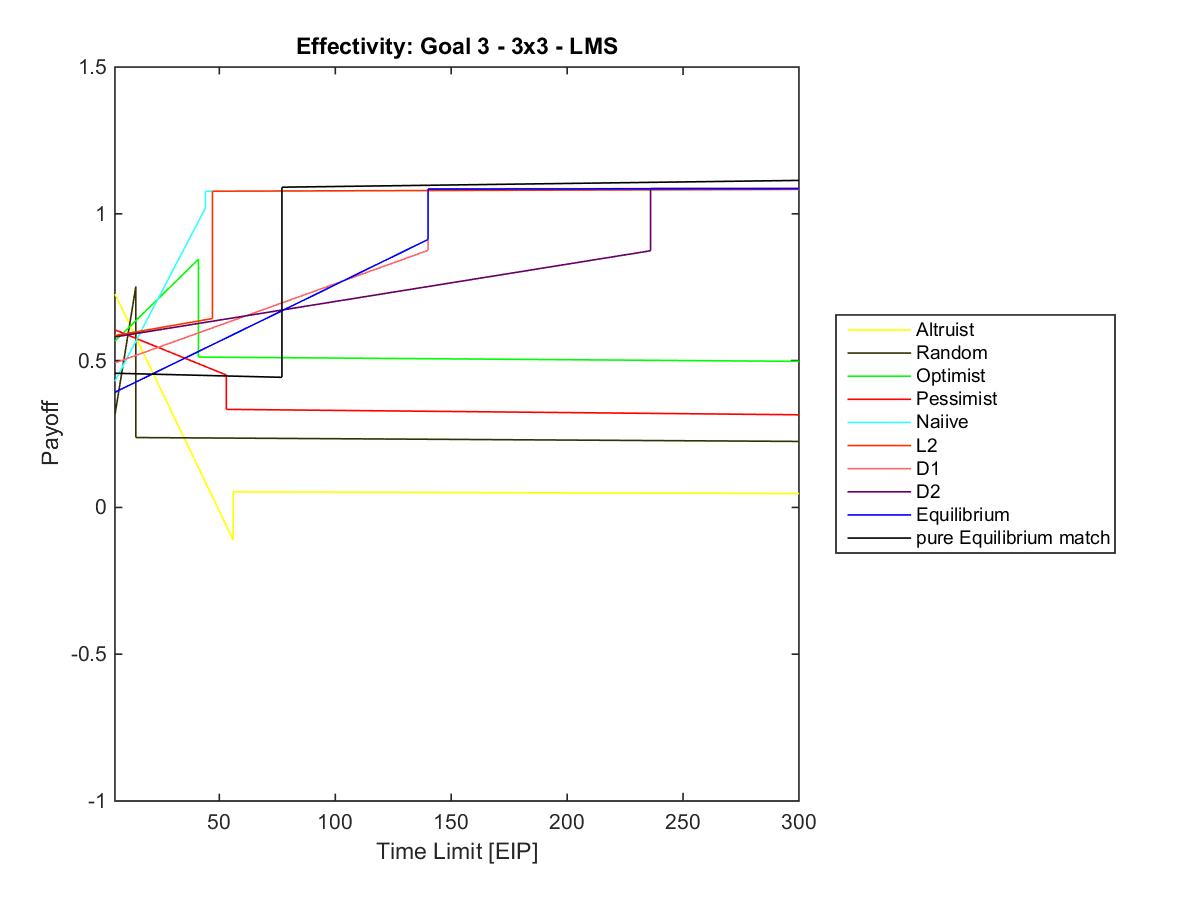 Effectivity: Goal 3 - 3x3 - LMS
1.5
1
0.5
0
-0.5
-1
Payoff
50 100 150 200 250 300
Time Limit [EIP]
Altruist
Random
Optimist
Pessimist
Naiive
L2
D1
D2
Equilibrium
pure Equilibrium match